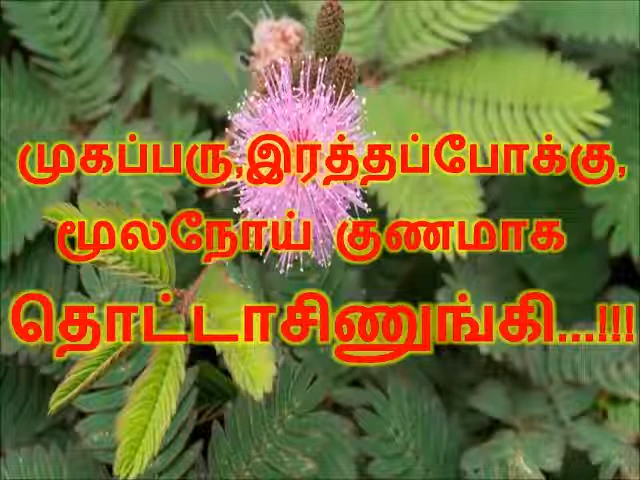 முகப்பரு,இரத்தப்போக்கு,
மூலநோய் குணமாக
தொட்டாசிணுங்கி...!!!